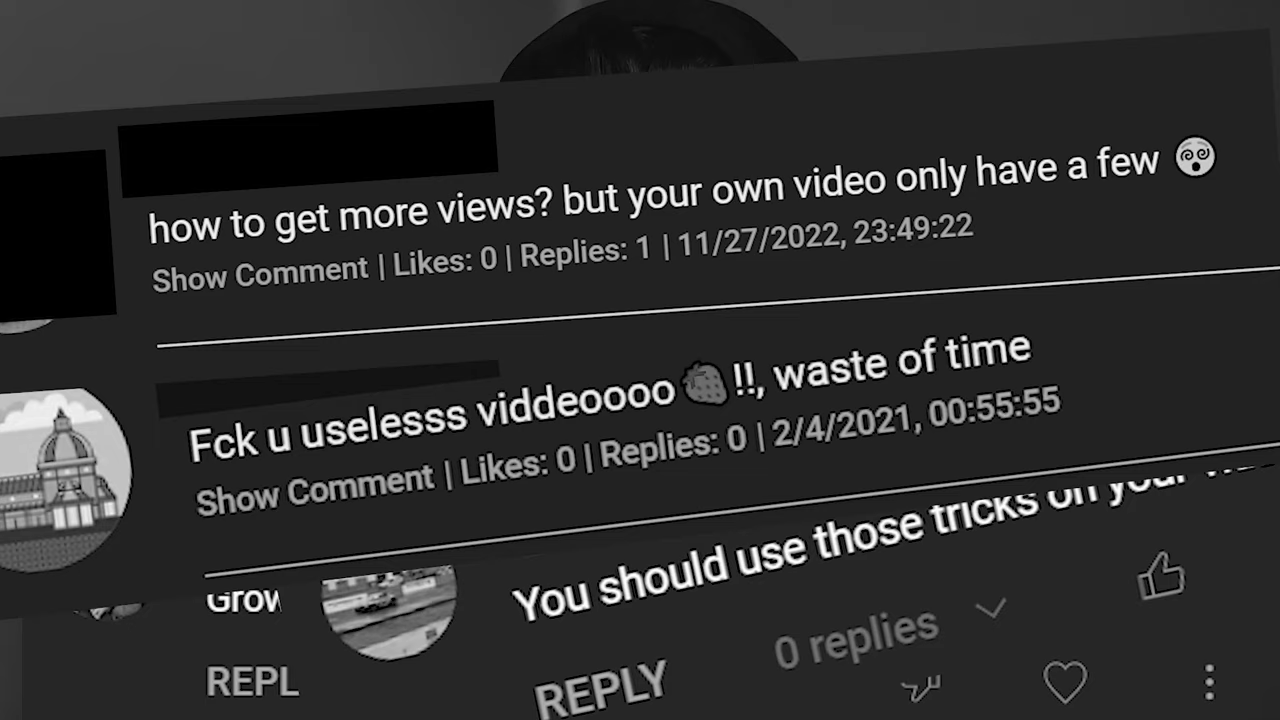 how to get more views? but your own video only have a few 😵
Show Comment | Likes: 0 | Replies: 1 | 11/27/2022, 23:49:22
Fck u uselesss viddeoooo🍓!!, waste of time
Show Comment | Likes: 0 | Replies: 0 | 2/4/2021, 00:55:55
You should use those tricks on your
Grow
0 replies
REPL
REPLY